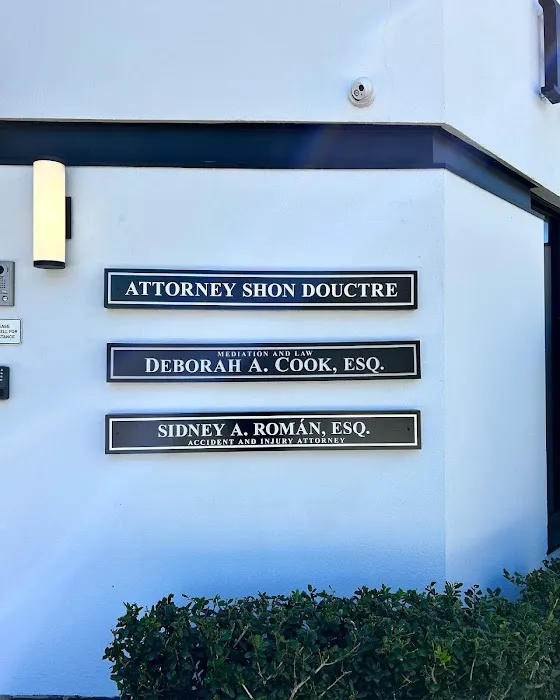 ATTORNEY SHON DOUCTRE
MEDIATION AND LAW
DEBORAH A. COOK, ESQ.
SIDNEY A. ROMÁN, ESQ.
ACCIDENT AND INJURY ATTORNEY